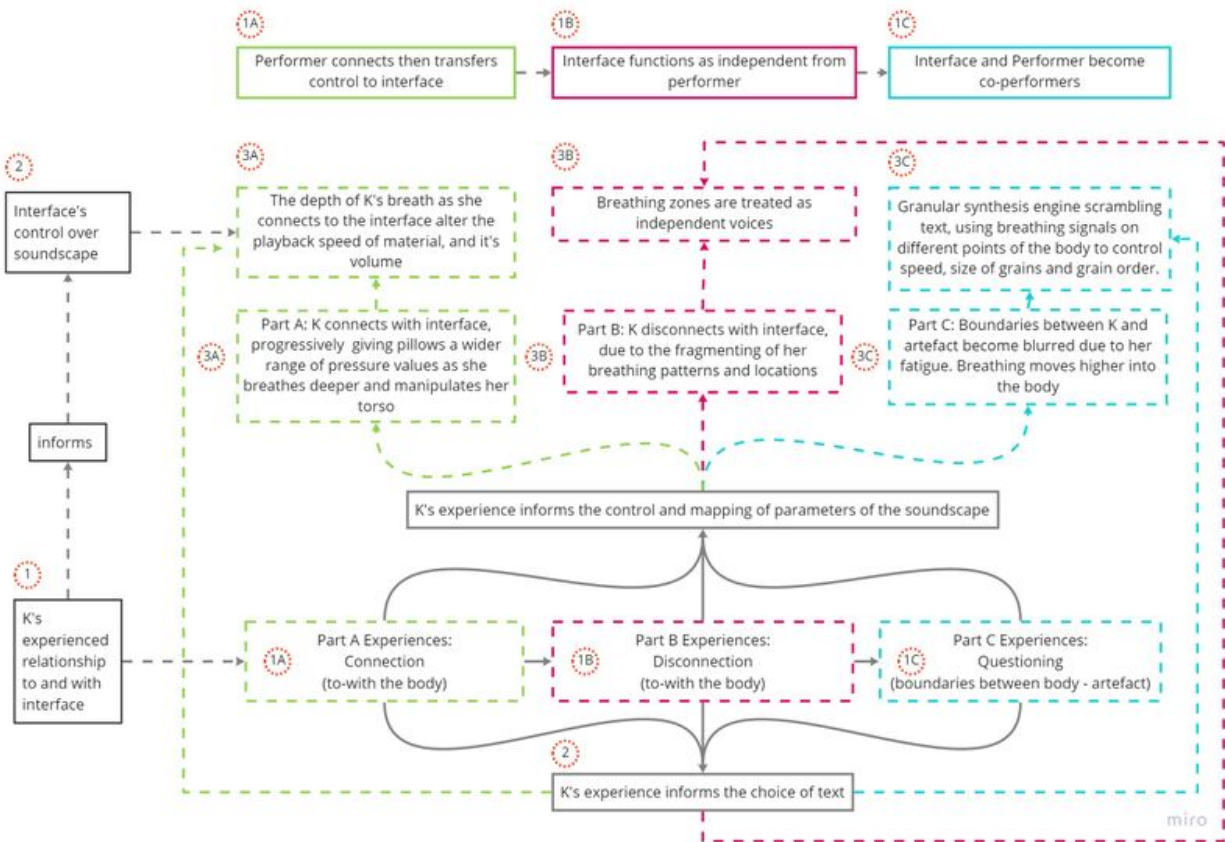 1A
1B
1C
Performer connects then transfers
control to interface
Interface functions as independent from
performer
Interface and Performer become
co-performers
2
3A
3B
3C
Interface's
control over
soundscape
The depth of K's breath as she
connects to the interface alter the
playback speed of material, and it's
volume
Breathing zones are treated as
independent voices
Granular synthesis engine scrambling
text, using breathing signals on
different points of the body to control
speed, size of grains and grain order.
3A
Part A: K connects with interface,
progressively giving pillows a wider
range of pressure values as she
breathes deeper and manipulates her
torso
3B
Part B: K disconnects with interface,
due to the fragmenting of her
breathing patterns and locations
3C
Part C: Boundaries between K and
artefact become blurred due to her
fatigue. Breathing moves higher into
the body
informs
K's experience informs the control and mapping of parameters of the soundscape
1
K's
experienced
relationship
to and with
interface
1A
Part A Experiences:
Connection
(to-with the body)
1B
Part B Experiences:
Disconnection
(to-with the body)
1C
Part C Experiences:
Questioning
(boundaries between body - artefact)
2
K's experience informs the choice of text
miro